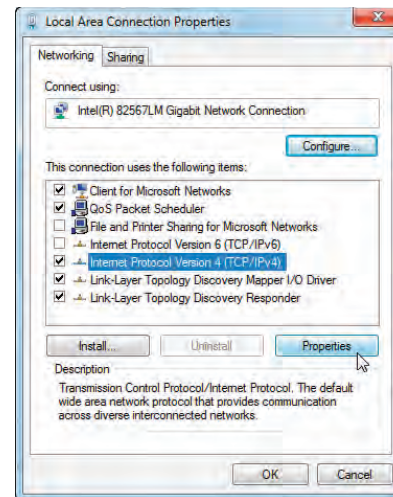 Local Area Connection Properties
Networking
Sharing
Connect using:
Intel(R) 82567LM Gigabit Network Connection
Configure...
This connection uses the following items:
Client for Microsoft Networks
QoS Packet Scheduler
File and Printer Sharing for Microsoft Networks
Internet Protocol Version 6 (TCP/IPv6)
Internet Protocol Version 4 (TCP/IPv4)
Link-Layer Topology Discovery Mapper I/O Driver
Link-Layer Topology Discovery Responder
Install...
Uninstall
Properties
Description
Transmission Control Protocol/Internet Protocol. The default
wide area network protocol that provides communication
across diverse interconnected networks.
OK
Cancel